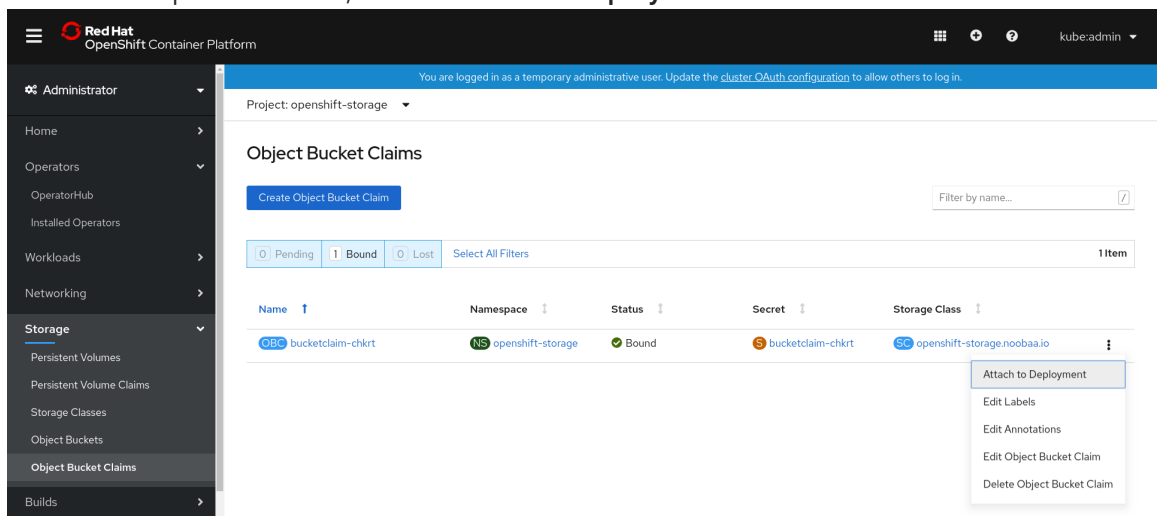 Red Hat
OpenShift Container Platform
kube:admin
You are logged in as a temporary administrative user. Update the cluster OAuth configuration to allow others to log in.
Administrator
Project: openshift-storage
Home
Operators
OperatorHub
Installed Operators
Workloads
Networking
Storage
Persistent Volumes
Persistent Volume Claims
Storage Classes
Object Buckets
Object Bucket Claims
Builds
Object Bucket Claims
Create Object Bucket Claim
Filter by name...
/
0 Pending 1 Bound 0 Lost Select All Filters 1 Item
Name Namespace Status Secret Storage Class
OBC bucketclaim-chkrt NS openshift-storage Bound S bucketclaim-chkrt SC openshift-storage.noobaa.io
Attach to Deployment
Edit Labels
Edit Annotations
Edit Object Bucket Claim
Delete Object Bucket Claim